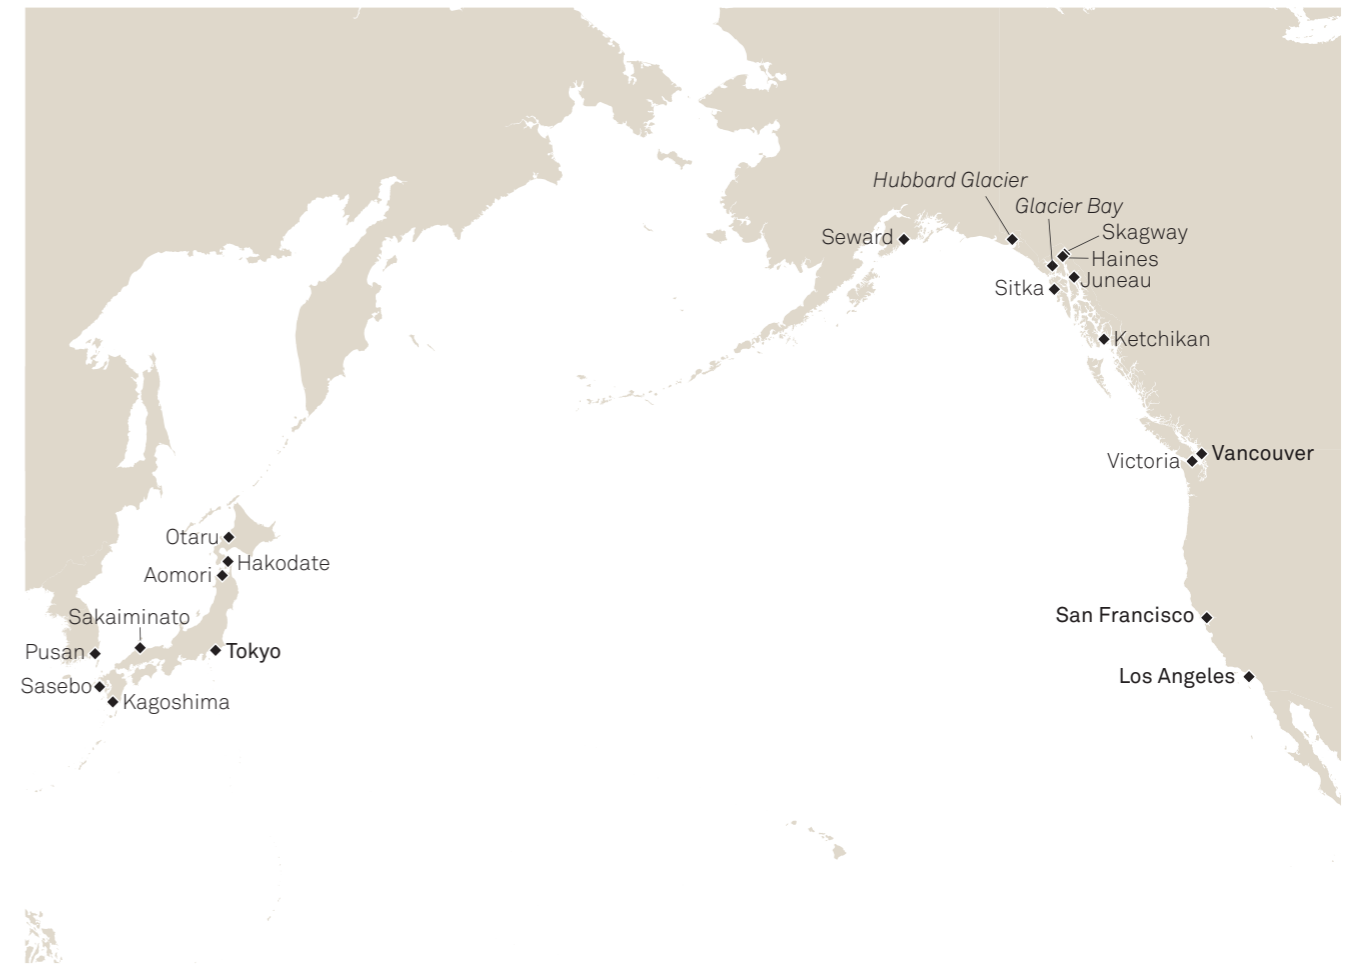 Hubbard Glacier
Glacier Bay
Skagway
Seward
Haines
Juneau
Sitka
Ketchikan
Vancouver
Victoria
Otaru
Hakodate
Aomori
Sakaiminato
San Francisco
Pusan
Tokyo
Los Angeles
Sasebo
Kagoshima